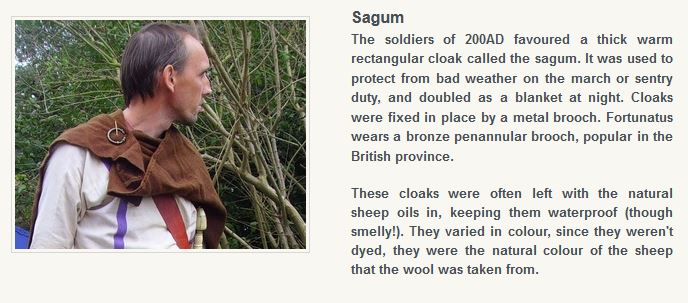 Sagum
The soldiers of 200AD favoured a thick warm
rectangular cloak called the sagum. It was used to
protect from bad weather on the march or sentry
duty, and doubled as a blanket at night. Cloaks
were fixed in place by a metal brooch. Fortunatus
wears a bronze penannular brooch, popular in the
British province.
These cloaks were often left with the natural
sheep oils in, keeping them waterproof (though
smelly!). They varied in colour, since they weren't
dyed, they were the natural colour of the sheep
that the wool was taken from.